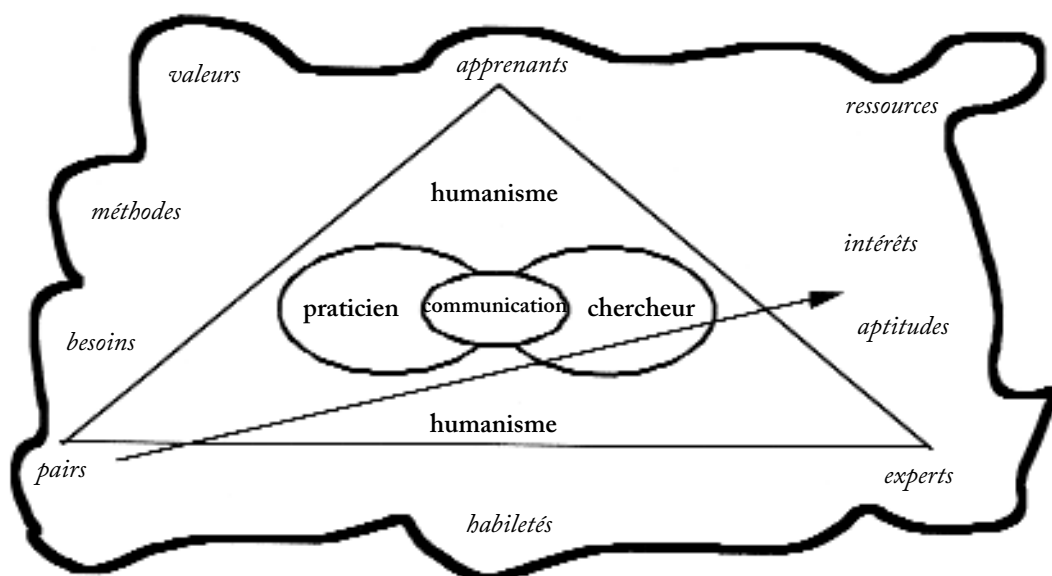 apprenants
valeurs
ressources
humanisme
méthodes
intérêts
praticien
communication
chercheur
aptitudes
besoins
humanisme
pairs
experts
habiletés